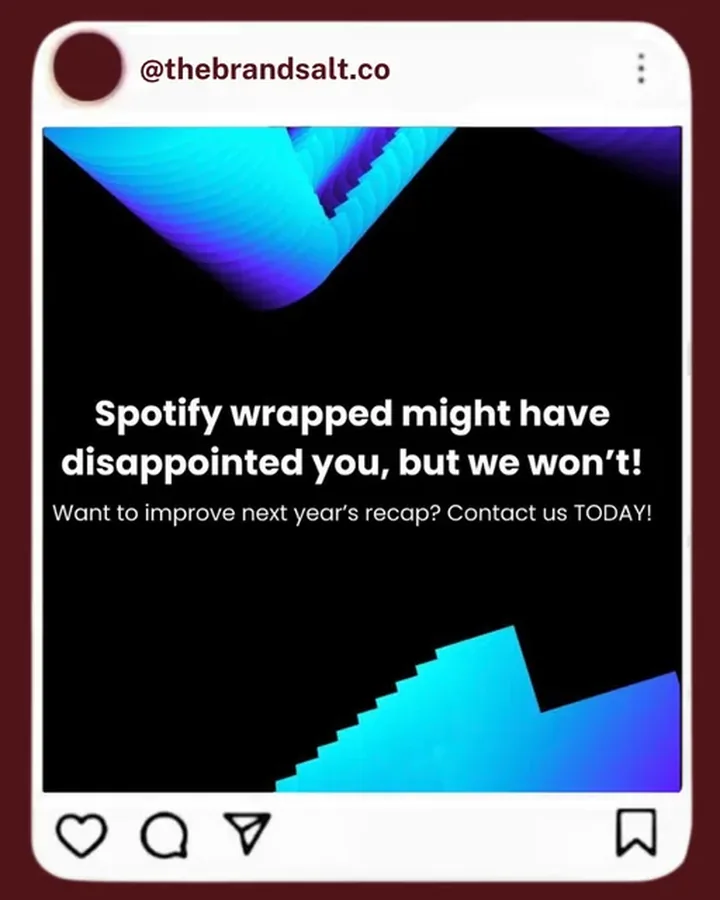 @thebrandsalt.co
Spotify wrapped might have
disappointed you, but we won’t!
Want to improve next year’s recap? Contact us TODAY!